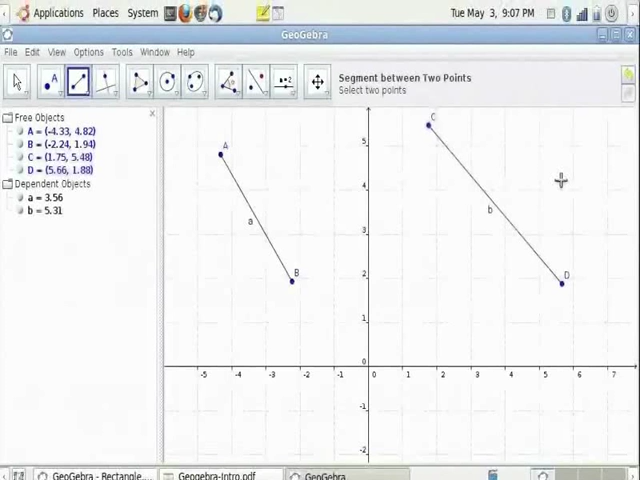 Applications Places System Tue May 3, 9:07 PM
GeoGebra
File Edit View Options Tools Window Help
A a=2 Segment between Two Points
Select two points
Free Objects
A = (-4.33, 4.82)
B = (-2.24, 1.94)
C = (1.75, 5.48)
D = (5.66, 1.88)
Dependent Objects
a = 3.56
b = 5.31
C
5
A
4
b
a
3
B
D
2
1
0
-5 -4 -3 -2 -1 0 1 2 3 4 5 6 7
-1
-2
GeoGebra - Rectangle,... Geogebra-Intro.pdf GeoGebra